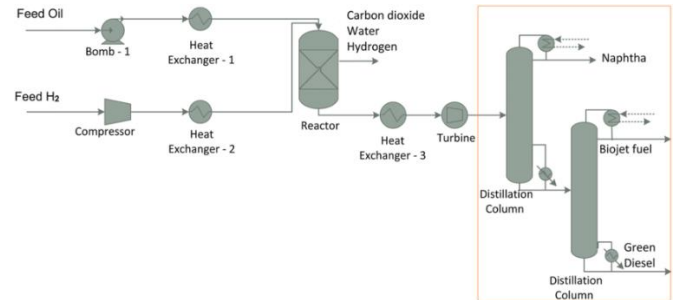 Feed Oil
Bomb - 1
Heat
Exchanger - 1
Carbon dioxide
Water
Hydrogen
Feed H₂
Compressor
Heat
Exchanger - 2
Reactor
Heat
Exchanger - 3
Turbine
Naphtha
Distillation
Column
Biojet fuel
Green
Diesel
Distillation
Column